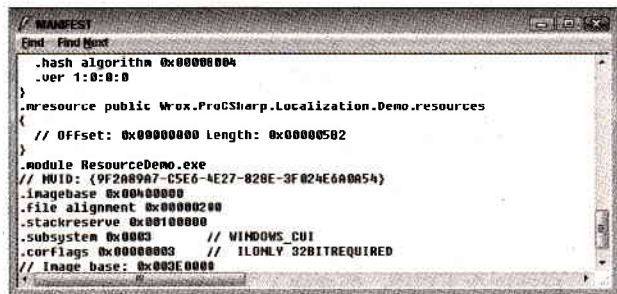 MANIFEST
Find Find Next
.hash algorithm 0x00008004
.ver 1:0:0:0
}
.mresource public Wrox.ProCSharp.Localization.Demo.resources
{
// Offset: 0x00000000 Length: 0x000005B2
}
.module ResourceDemo.exe
// MVID: {9F2A89A7-C5E6-4E27-820E-3F024E6A0A54}
.imagebase 0x00400000
.file alignment 0x00000200
.stackreserve 0x00100000
.subsystem 0x0003 // WINDOWS_CUI
.corflags 0x00000003 // ILONLY 32BITREQUIRED
// Image base: 0x003E0000